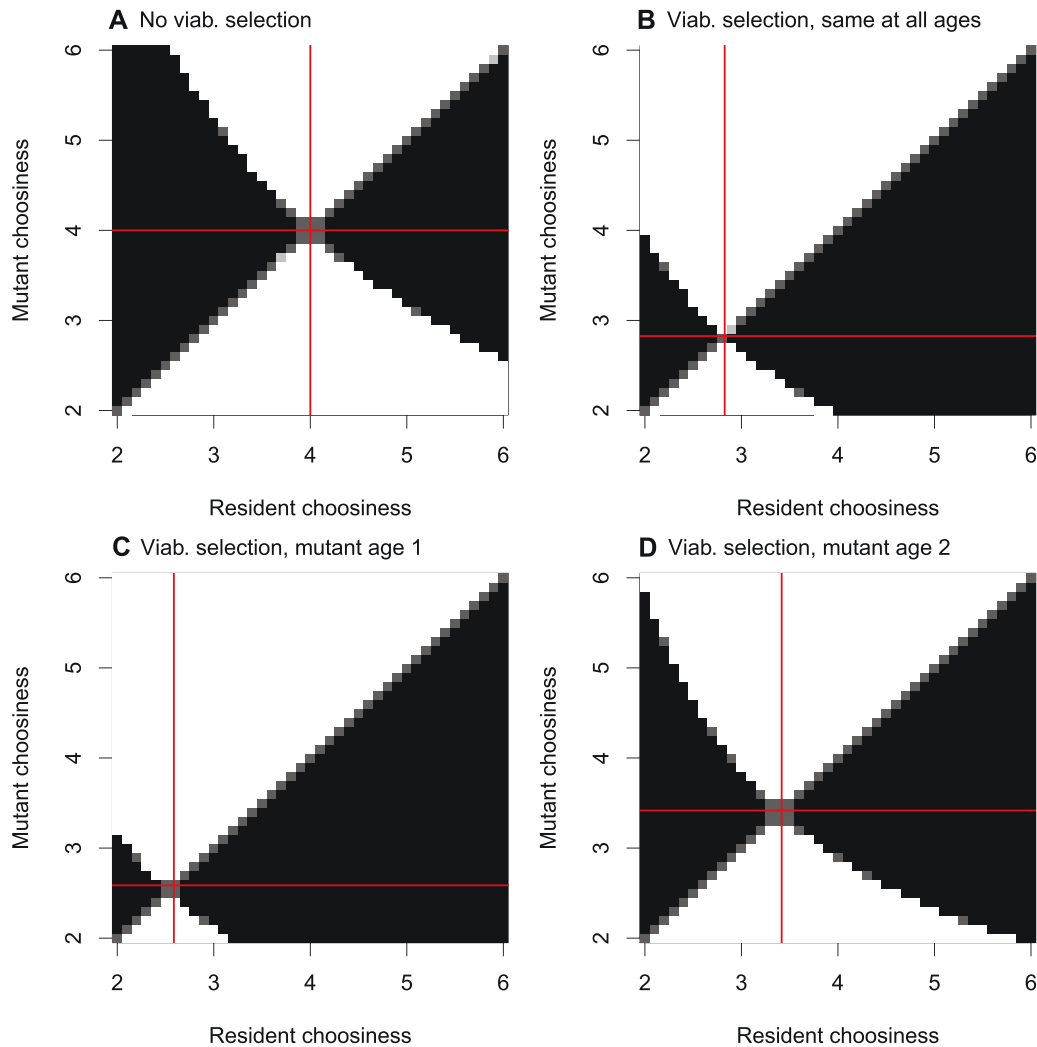 A No viab. selection
6
5
4
3
2
Mutant choosiness
2 3 4 5 6
Resident choosiness
B Viab. selection, same at all ages
6
5
4
3
2
Mutant choosiness
2 3 4 5 6
Resident choosiness
C Viab. selection, mutant age 1
6
5
4
3
2
Mutant choosiness
2 3 4 5 6
Resident choosiness
D Viab. selection, mutant age 2
6
5
4
3
2
Mutant choosiness
2 3 4 5 6
Resident choosiness